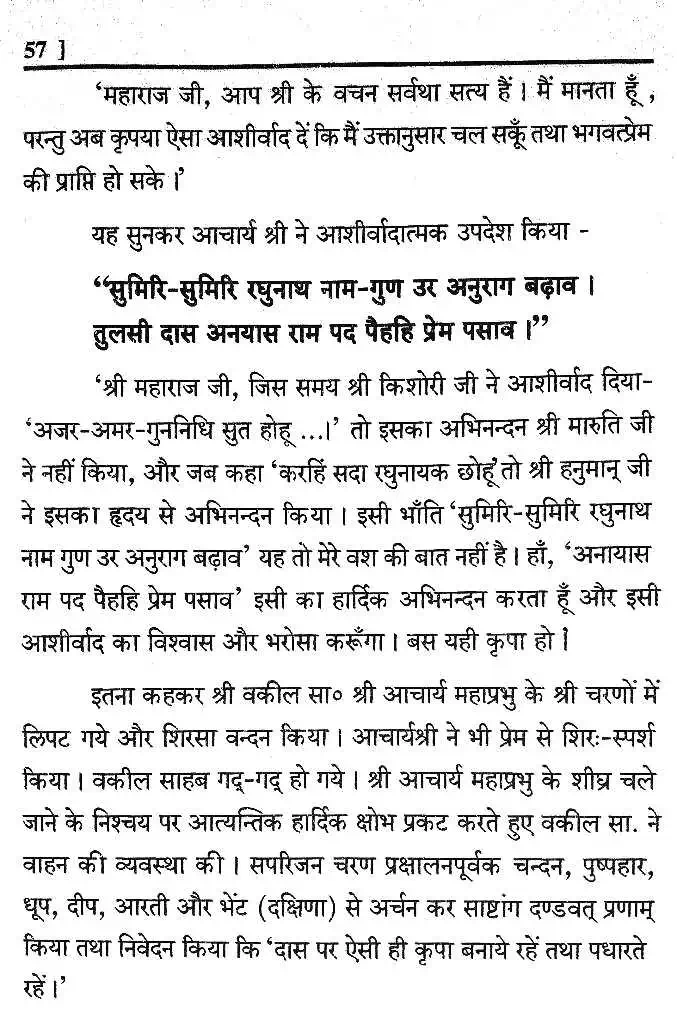 57 ]
‘महाराज जी, आप श्री के वचन सर्वथा सत्य हैं । मैं मानता हूँ ,
परन्तु अब कृपया ऐसा आशीर्वाद दें कि मैं उक्तानुसार चल सकूँ तथा भगवत्प्रेम
की प्राप्ति हो सके ।’
यह सुनकर आचार्य श्री ने आशीर्वादात्मक उपदेश किया -
“सुमिरि-सुमिरि रघुनाथ नाम-गुण उर अनुराग बढ़ाव ।
तुलसी दास अनयास राम पद पैहहि प्रेम पसाव ।”
‘श्री महाराज जी, जिस समय श्री किशोरी जी ने आशीर्वाद दिया-
‘अजर-अमर-गुननिधि सुत होहू ...।’ तो इसका अभिनन्दन श्री मारुति जी
ने नहीं किया, और जब कहा ‘करहिं सदा रघुनायक छोहू’ तो श्री हनुमान् जी
ने इसका हृदय से अभिनन्दन किया । इसी भाँति ‘सुमिरि-सुमिरि रघुनाथ
नाम गुण उर अनुराग बढ़ाव’ यह तो मेरे वश की बात नहीं है । हाँ, ‘अनायास
राम पद पैहहि प्रेम पसाव’ इसी का हार्दिक अभिनन्दन करता हूँ और इसी
आशीर्वाद का विश्वास और भरोसा करूँगा । बस यही कृपा हो ।
इतना कहकर श्री वकील सा० श्री आचार्य महाप्रभु के श्री चरणों में
लिपट गये और शिरसा वन्दन किया । आचार्यश्री ने भी प्रेम से शिरः-स्पर्श
किया । वकील साहब गद्-गद् हो गये । श्री आचार्य महाप्रभु के शीघ्र चले
जाने के निश्चय पर आत्यन्तिक हार्दिक क्षोभ प्रकट करते हुए वकील सा. ने
वाहन की व्यवस्था की । सपरिजन चरण प्रक्षालनपूर्वक चन्दन, पुष्पहार,
धूप, दीप, आरती और भेंट (दक्षिणा) से अर्चन कर साष्टांग दण्डवत् प्रणाम्
किया तथा निवेदन किया कि ‘दास पर ऐसी ही कृपा बनाये रहें तथा पधारते
रहें ।’